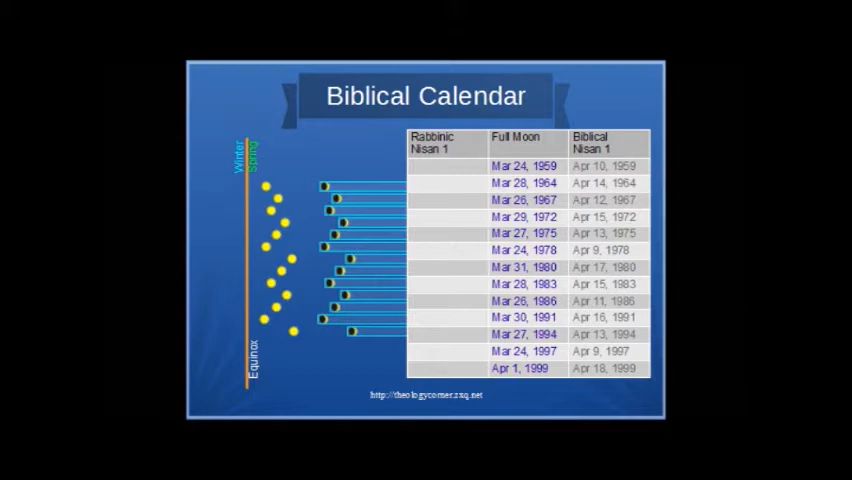 Biblical Calendar
Winter
Spring
Equinox
Rabbinic Nisan 1 Full Moon Biblical Nisan 1
Mar 24, 1959 Apr 10, 1959
Mar 28, 1964 Apr 14, 1964
Mar 26, 1967 Apr 12, 1967
Mar 29, 1972 Apr 15, 1972
Mar 27, 1975 Apr 13, 1975
Mar 24, 1978 Apr 9, 1978
Mar 31, 1980 Apr 17, 1980
Mar 28, 1983 Apr 15, 1983
Mar 26, 1986 Apr 11, 1986
Mar 30, 1991 Apr 16, 1991
Mar 27, 1994 Apr 13, 1994
Mar 24, 1997 Apr 9, 1997
Apr 1, 1999 Apr 18, 1999
http://theologycorner.zxq.net